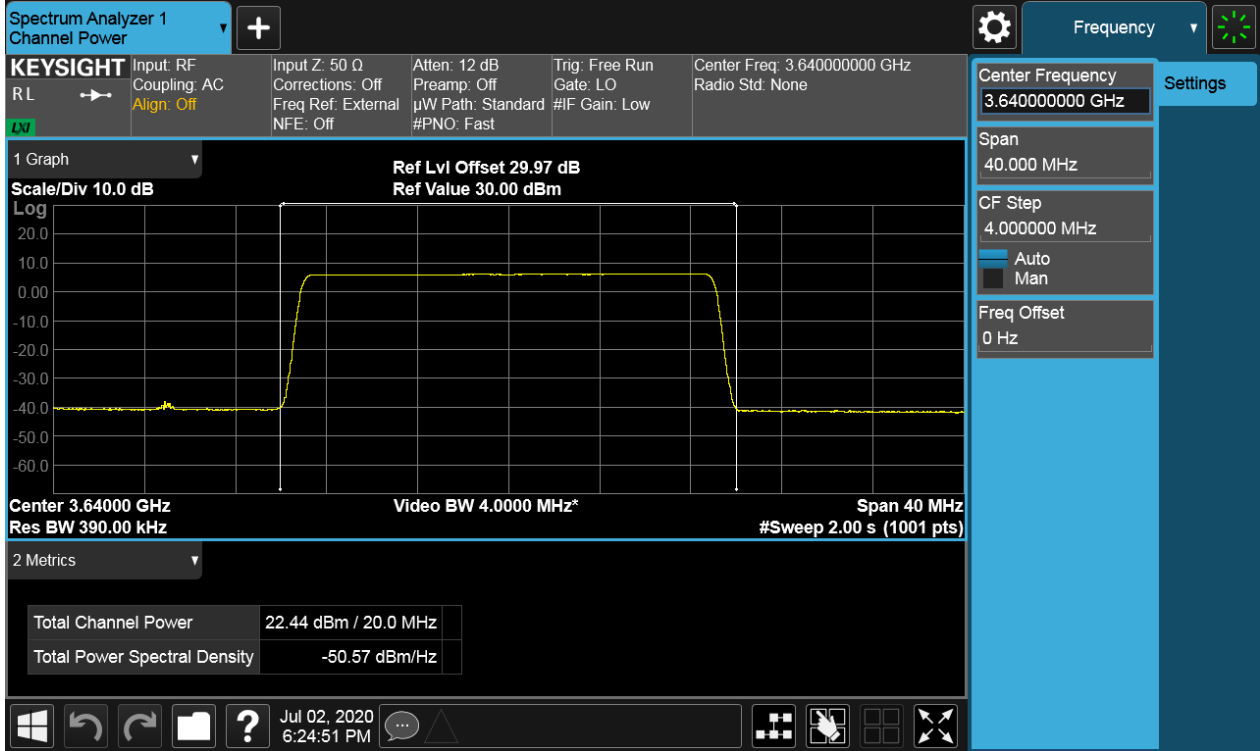 Spectrum Analyzer 1
Channel Power
Frequency
KEYSIGHT
RL
LXI
Input: RF
Coupling: AC
Align: Off
Input Z: 50 Ω
Corrections: Off
Freq Ref: External
NFE: Off
Atten: 12 dB
Preamp: Off
µW Path: Standard
#PNO: Fast
Trig: Free Run
Gate: LO
#IF Gain: Low
Center Freq: 3.640000000 GHz
Radio Std: None
Center Frequency
3.640000000 GHz
Settings
Span
40.000 MHz
CF Step
4.000000 MHz
Auto
Man
Freq Offset
0 Hz
1 Graph
Scale/Div 10.0 dB
Ref Lvl Offset 29.97 dB
Ref Value 30.00 dBm
Log
20.0
10.0
0.00
-10.0
-20.0
-30.0
-40.0
-50.0
-60.0
Center 3.64000 GHz
Res BW 390.00 kHz
Video BW 4.0000 MHz*
Span 40 MHz
#Sweep 2.00 s (1001 pts)
2 Metrics
Total Channel Power 22.44 dBm / 20.0 MHz
Total Power Spectral Density -50.57 dBm/Hz
?
Jul 02, 2020
6:24:51 PM